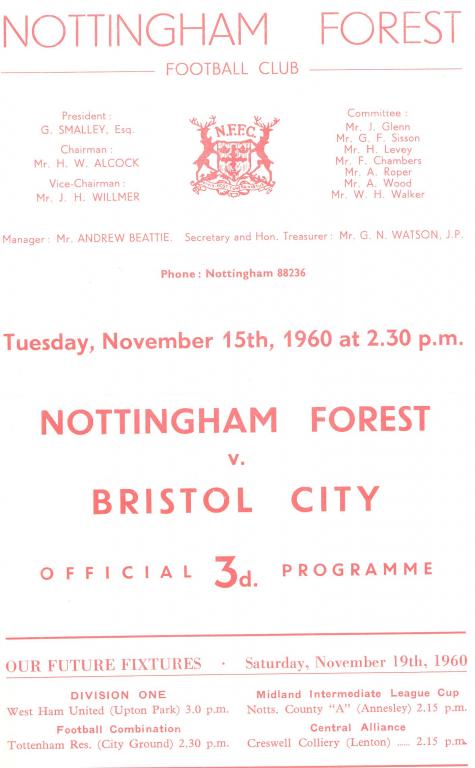 NOTTINGHAM FOREST
FOOTBALL CLUB
President :
G. SMALLEY, Esq.
Chairman :
Mr. H. W. ALCOCK
Vice-Chairman :
Mr. J. H. WILLMER
N.F.F.C.
Committee :
Mr. J. Glenn
Mr. G. F. Sisson
Mr. H. Levey
Mr. F. Chambers
Mr. A. Roper
Mr. A. Wood
Mr. W. H. Walker
Manager : Mr. ANDREW BEATTIE. Secretary and Hon. Treasurer : Mr. G. N. WATSON, J.P.
Phone : Nottingham 88236
Tuesday, November 15th, 1960 at 2.30 p.m.
NOTTINGHAM FOREST
v.
BRISTOL CITY
OFFICIAL 3d. PROGRAMME
OUR FUTURE FIXTURES · Saturday, November 19th, 1960
DIVISION ONE
West Ham United (Upton Park) 3.0 p.m.
Football Combination
Tottenham Res. (City Ground) 2.30 p.m.
Midland Intermediate League Cup
Notts. County "A" (Annesley) 2.15 p.m.
Central Alliance
Creswell Colliery (Lenton) ..... 2.15 p.m.